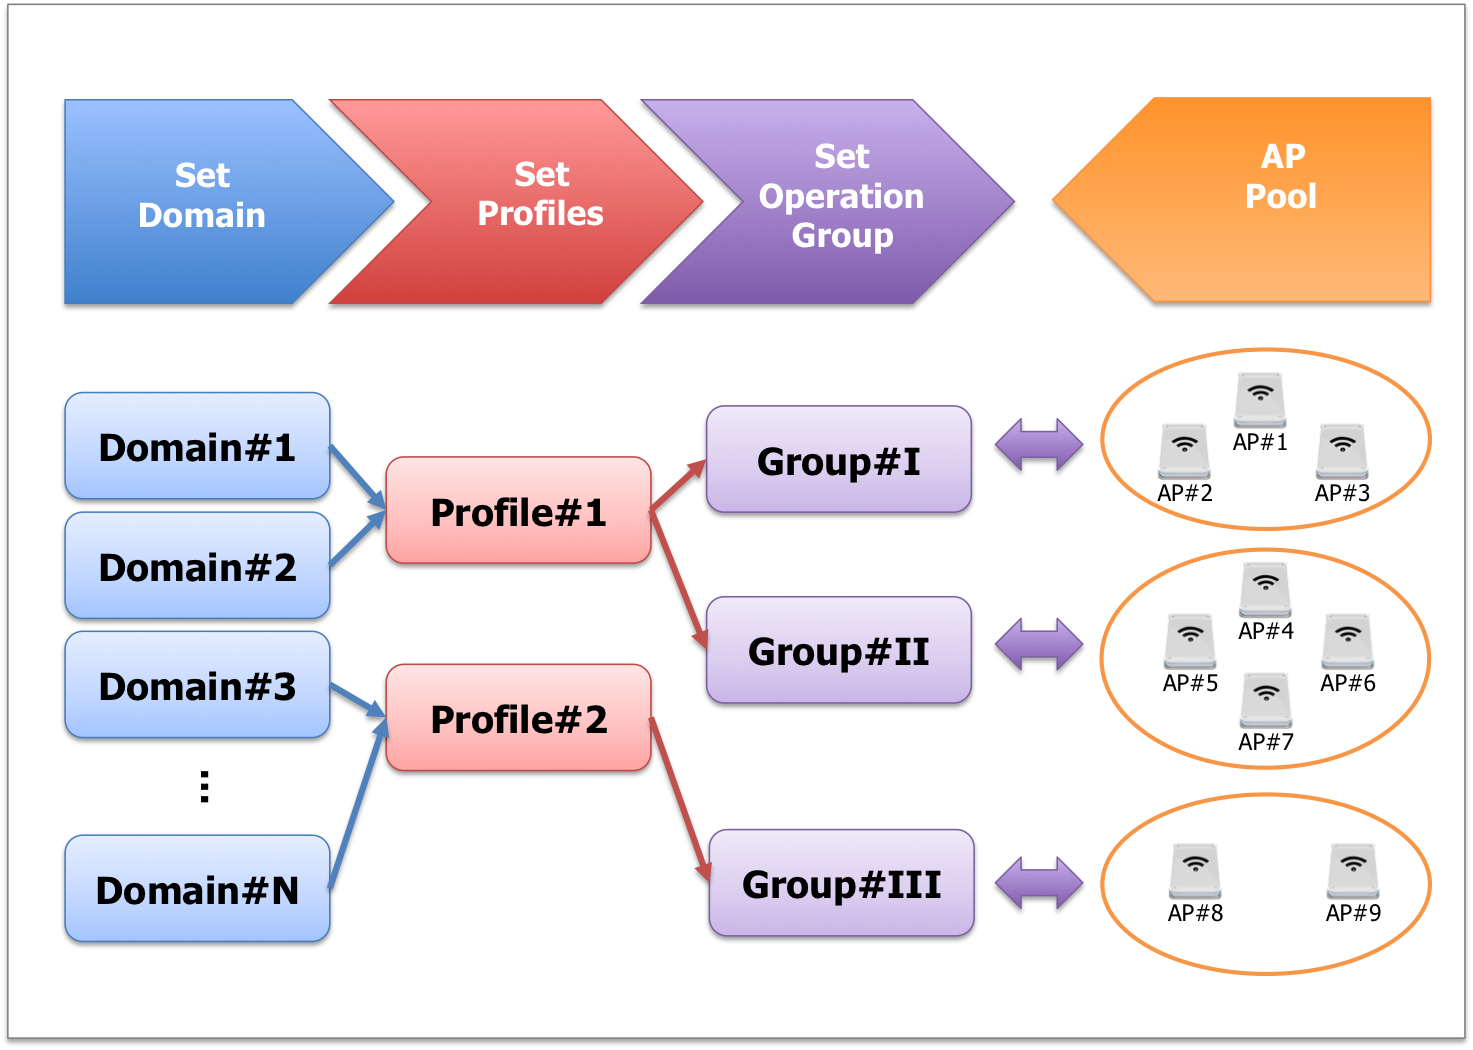 Set
Domain
Set
Profiles
Set
Operation
Group
AP
Pool
Domain#1
Domain#2
Domain#3
...
Domain#N
Profile#1
Profile#2
Group#I
Group#II
Group#III
AP#1
AP#2
AP#3
AP#4
AP#5
AP#6
AP#7
AP#8
AP#9